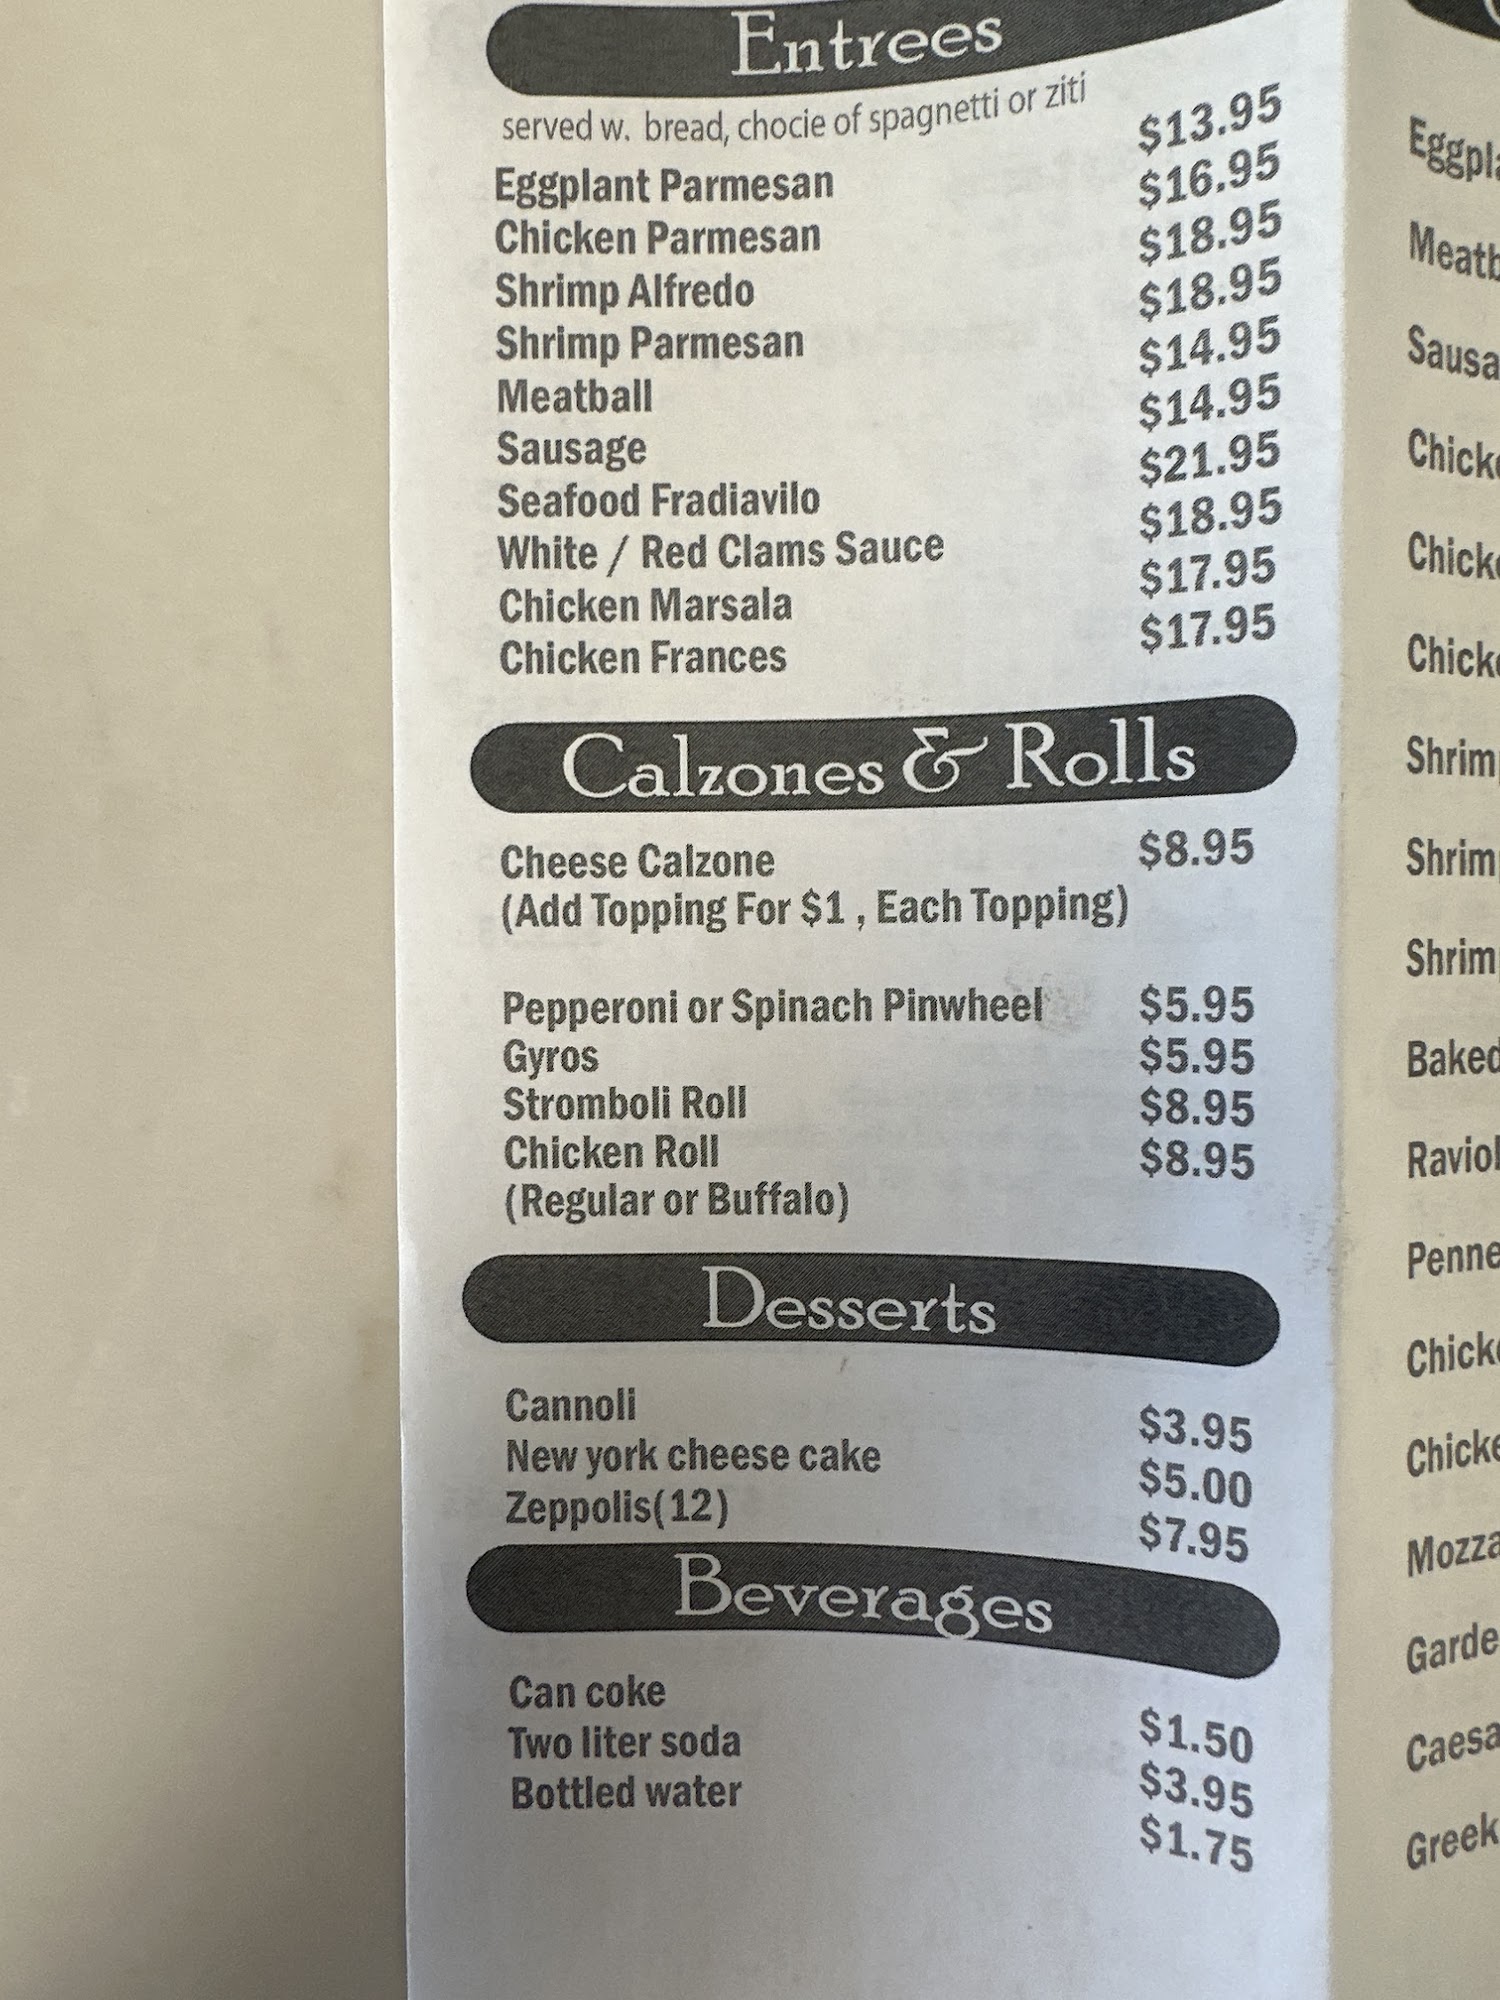 Entrees
served w. bread, chocie of spagnetti or ziti
Eggplant Parmesan $13.95
Chicken Parmesan $16.95
Shrimp Alfredo $18.95
Shrimp Parmesan $18.95
Meatball $14.95
Sausage $14.95
Seafood Fradiavilo $21.95
White / Red Clams Sauce $18.95
Chicken Marsala $17.95
Chicken Frances $17.95
Calzones & Rolls
Cheese Calzone $8.95
(Add Topping For $1 , Each Topping)
Pepperoni or Spinach Pinwheel $5.95
Gyros $5.95
Stromboli Roll $8.95
Chicken Roll $8.95
(Regular or Buffalo)
Desserts
Cannoli $3.95
New york cheese cake $5.00
Zeppolis(12) $7.95
Beverages
Can coke $1.50
Two liter soda $3.95
Bottled water $1.75
Baked
Penne
Greek